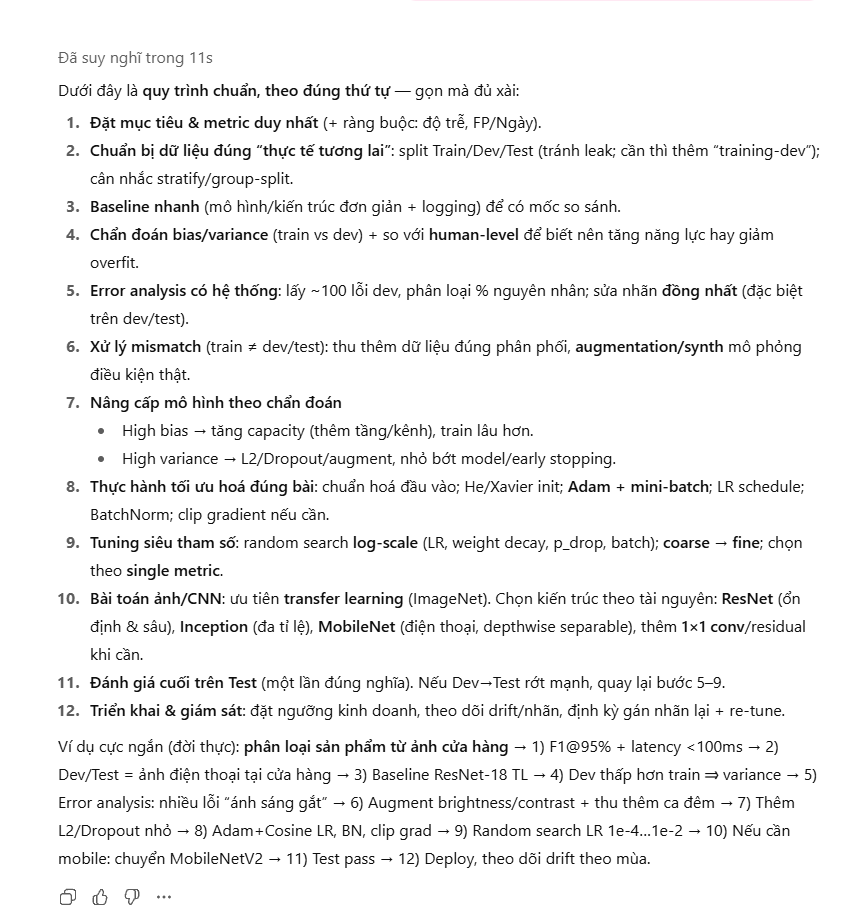 Đã suy nghĩ trong 11s
Dưới đây là quy trình chuẩn, theo đúng thứ tự — gọn mà đủ xài:
1. Đặt mục tiêu & metric duy nhất (+ ràng buộc: độ trễ, FP/Ngày).
2. Chuẩn bị dữ liệu đúng “thực tế tương lai”: split Train/Dev/Test (tránh leak; cần thì thêm “training-dev”);
cân nhắc stratify/group-split.
3. Baseline nhanh (mô hình/kiến trúc đơn giản + logging) để có mốc so sánh.
4. Chẩn đoán bias/variance (train vs dev) + so với human-level để biết nên tăng năng lực hay giảm
overfit.
5. Error analysis có hệ thống: lấy ~100 lỗi dev, phân loại % nguyên nhân; sửa nhãn đồng nhất (đặc biệt
trên dev/test).
6. Xử lý mismatch (train ≠ dev/test): thu thêm dữ liệu đúng phân phối, augmentation/synth mô phỏng
điều kiện thật.
7. Nâng cấp mô hình theo chẩn đoán
• High bias → tăng capacity (thêm tầng/kênh), train lâu hơn.
• High variance → L2/Dropout/augment, nhỏ bớt model/early stopping.
8. Thực hành tối ưu hoá đúng bài: chuẩn hoá đầu vào; He/Xavier init; Adam + mini-batch; LR schedule;
BatchNorm; clip gradient nếu cần.
9. Tuning siêu tham số: random search log-scale (LR, weight decay, p_drop, batch); coarse → fine; chọn
theo single metric.
10. Bài toán ảnh/CNN: ưu tiên transfer learning (ImageNet). Chọn kiến trúc theo tài nguyên: ResNet (ổn
định & sâu), Inception (đa tỉ lệ), MobileNet (điện thoại, depthwise separable), thêm 1×1 conv/residual
khi cần.
11. Đánh giá cuối trên Test (một lần đúng nghĩa). Nếu Dev→Test rớt mạnh, quay lại bước 5–9.
12. Triển khai & giám sát: đặt ngưỡng kinh doanh, theo dõi drift/nhãn, định kỳ gán nhãn lại + re-tune.
Ví dụ cực ngắn (đời thực): phân loại sản phẩm từ ảnh cửa hàng → 1) F1@95% + latency <100ms → 2)
Dev/Test = ảnh điện thoại tại cửa hàng → 3) Baseline ResNet-18 TL → 4) Dev thấp hơn train ⇒ variance → 5)
Error analysis: nhiều lỗi “ánh sáng gắt” → 6) Augment brightness/contrast + thu thêm ca đêm → 7) Thêm
L2/Dropout nhỏ → 8) Adam+Cosine LR, BN, clip grad → 9) Random search LR 1e-4…1e-2 → 10) Nếu cần
mobile: chuyển MobileNetV2 → 11) Test pass → 12) Deploy, theo dõi drift theo mùa.